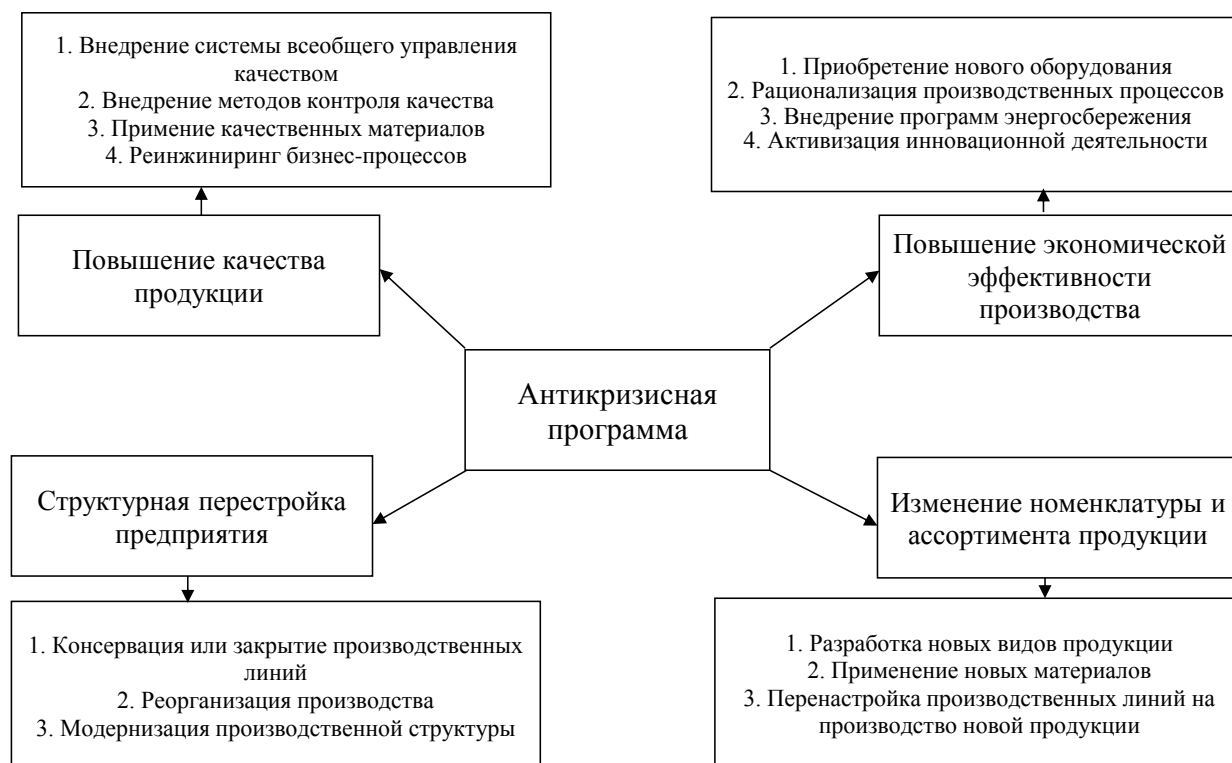 1. Внедрение системы всеобщего управления
качеством
2. Внедрение методов контроля качества
3. Примение качественных материалов
4. Реинжиниринг бизнес-процессов
1. Приобретение нового оборудования
2. Рационализация производственных процессов
3. Внедрение программ энергосбережения
4. Активизация инновационной деятельности
Повышение качества
продукции
Повышение экономической
эффективности
производства
Антикризисная
программа
Структурная перестройка
предприятия
Изменение номенклатуры и
ассортимента продукции
1. Консервация или закрытие производственных
линий
2. Реорганизация производства
3. Модернизация производственной структуры
1. Разработка новых видов продукции
2. Применение новых материалов
3. Перенастройка производственных линий на
производство новой продукции